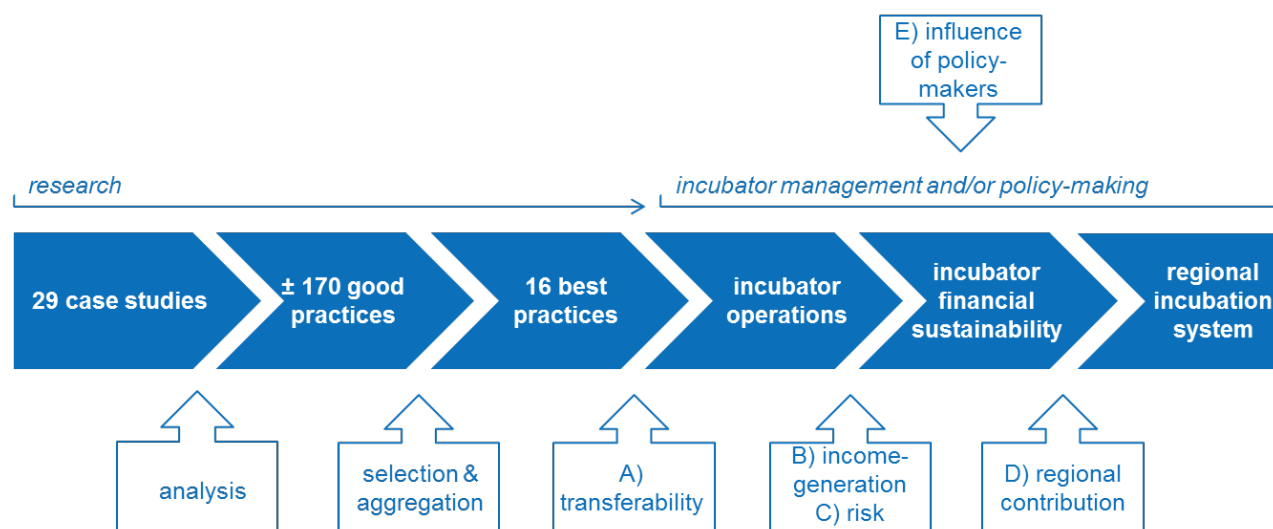 E) influence
of policy-
makers
research
incubator management and/or policy-making
29 case studies
± 170 good
practices
16 best
practices
incubator
operations
incubator
financial
sustainability
regional
incubation
system
analysis
selection &
aggregation
A)
transferability
B) income-
generation
C) risk
D) regional
contribution